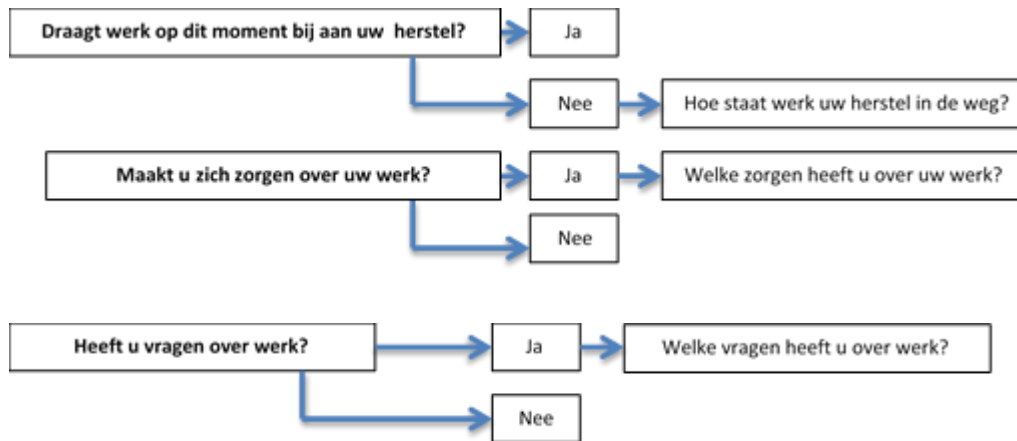 Draagt werk op dit moment bij aan uw herstel?
Ja
Nee
Hoe staat werk uw herstel in de weg?
Maakt u zich zorgen over uw werk?
Ja
Welke zorgen heeft u over uw werk?
Nee
Heeft u vragen over werk?
Ja
Welke vragen heeft u over werk?
Nee